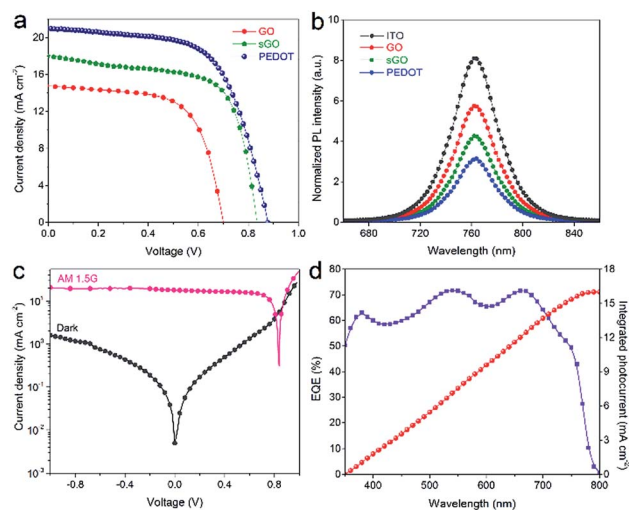 a
GO
sGO
PEDOT
Current density (mA cm⁻²)
20
16
12
8
4
0
0.0 0.2 0.4 0.6 0.8 1.0
Voltage (V)
b
ITO
GO
sGO
PEDOT
Normalized PL Intensity (a.u.)
10
8
6
4
2
0
680 720 760 800 840
Wavelength (nm)
c
AM 1.5G
Dark
Current density (mA cm⁻²)
10¹
10⁰
10⁻¹
10⁻²
10⁻³
-0.8 -0.4 0.0 0.4 0.8
Voltage (V)
d
EQE (%)
80
70
60
50
40
30
20
10
0
400 500 600 700 800
Wavelength (nm)
18
15
12
9
6
3
0
Integrated photocurrent
(mA cm⁻²)